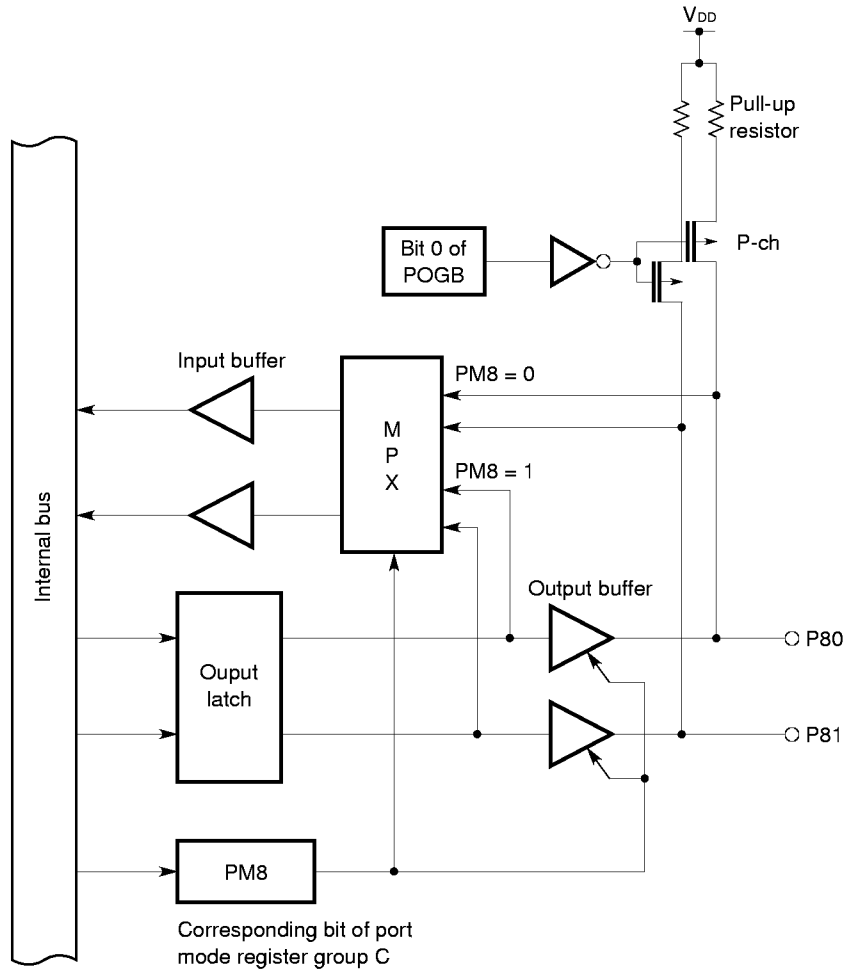 VDD
Pull-up
resistor
P-ch
Bit 0 of
POGB
Input buffer
PM8 = 0
M
P
X
PM8 = 1
Internal bus
Output buffer
P80
Ouput
latch
P81
PM8
Corresponding bit of port
mode register group C